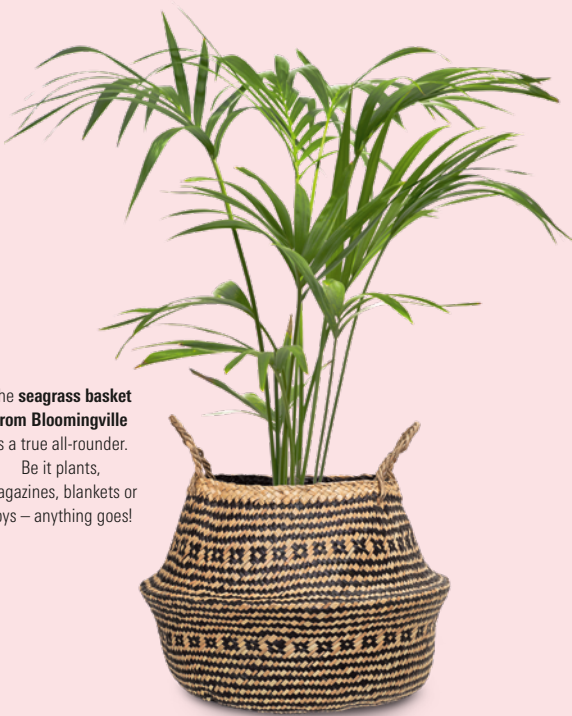 he seagrass basket
rom Bloomingville
s a true all-rounder.
Be it plants,
agazines, blankets or
oys – anything goes!